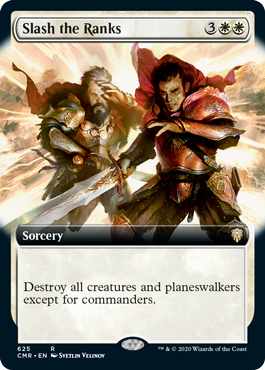 Slash the Ranks 3
Sorcery
Destroy all creatures and planeswalkers
except for commanders.
625 R
CMR • EN SVETLIN VELINOV
™ & © 2020 Wizards of the Coast